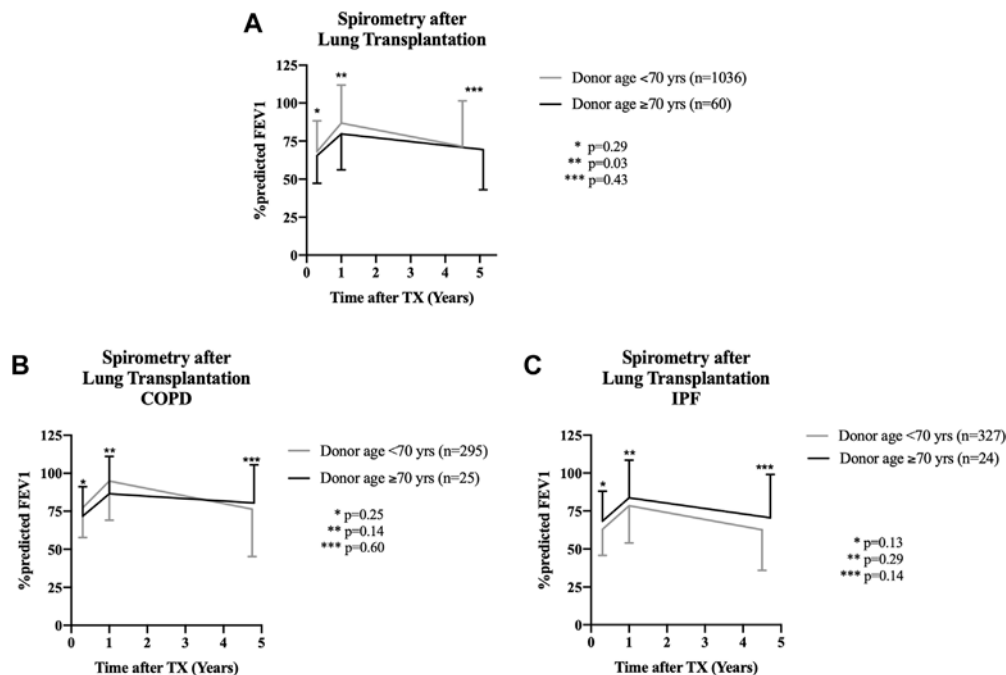 A
Spirometry after
Lung Transplantation
125
100
75
50
25
0
%predicted FEV1
* ** ***
0 1 2 3 4 5
Time after TX (Years)
Donor age <70 yrs (n=1036)
Donor age ≥70 yrs (n=60)
* p=0.29
** p=0.03
*** p=0.43
B
Spirometry after
Lung Transplantation
COPD
125
100
75
50
25
0
%predicted FEV1
* ** ***
0 1 2 3 4 5
Time after TX (Years)
Donor age <70 yrs (n=295)
Donor age ≥70 yrs (n=25)
* p=0.25
** p=0.14
*** p=0.60
C
Spirometry after
Lung Transplantation
IPF
125
100
75
50
25
0
%predicted FEV1
* ** ***
0 1 2 3 4 5
Time after TX (Years)
Donor age <70 yrs (n=327)
Donor age ≥70 yrs (n=24)
* p=0.13
** p=0.29
*** p=0.14